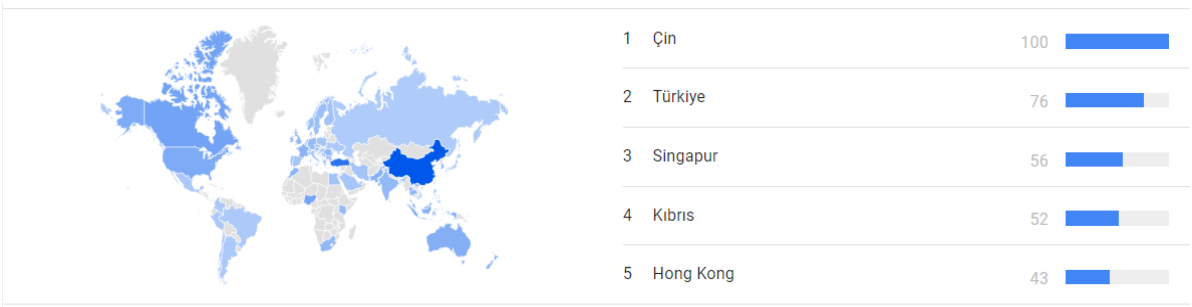 1 Çin 100
2 Türkiye 76
3 Singapur 56
4 Kıbrıs 52
5 Hong Kong 43